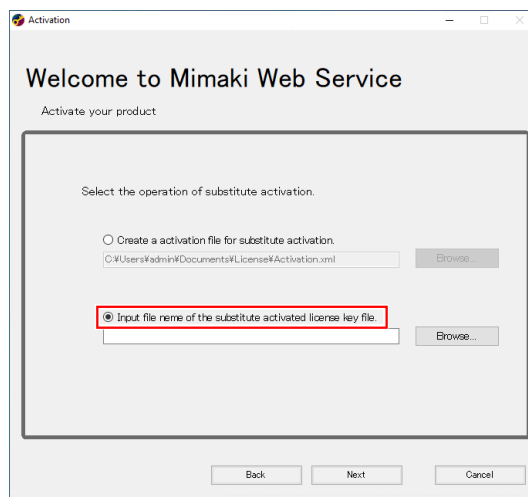 Activation
Welcome to Mimaki Web Service
Activate your product
Select the operation of substitute activation.
Create a activation file for substitute activation.
C:¥Users¥admin¥Documents¥License¥Activation.xml Browse...
Input file neme of the substitute activated license key file.
Browse...
Back Next Cancel